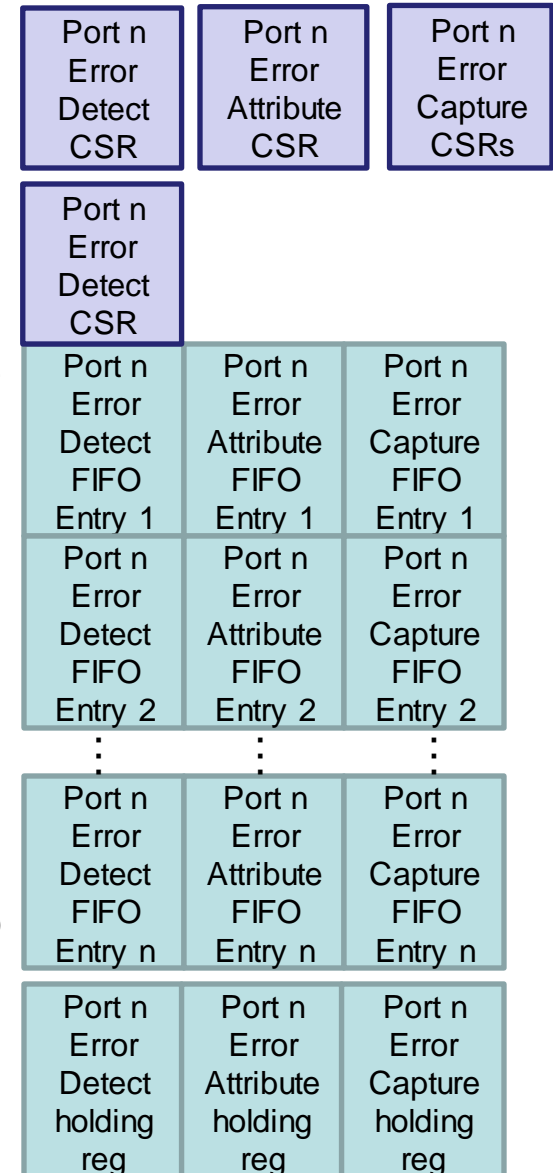 Port n
Error
Detect
CSR
Port n
Error
Attribute
CSR
Port n
Error
Capture
CSRs
Port n
Error
Detect
CSR
Port n
Error
Detect
FIFO
Entry 1
Port n
Error
Attribute
FIFO
Entry 1
Port n
Error
Capture
FIFO
Entry 1
Port n
Error
Detect
FIFO
Entry 2
Port n
Error
Attribute
FIFO
Entry 2
Port n
Error
Capture
FIFO
Entry 2
Port n
Error
Detect
FIFO
Entry n
Port n
Error
Attribute
FIFO
Entry n
Port n
Error
Capture
FIFO
Entry n
Port n
Error
Detect
holding
reg
Port n
Error
Attribute
holding
reg
Port n
Error
Capture
holding
reg